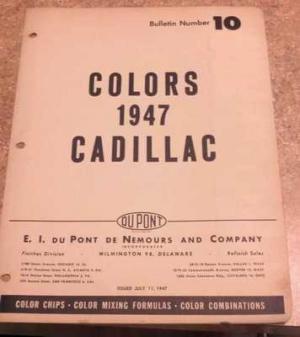 Bulletin Number 10
COLORS
1947
CADILLAC
DU PONT
E. I. DU PONT DE NEMOURS AND COMPANY
INCORPORATED
Finishes Division WILMINGTON 98, DELAWARE Refinish Sales
ISSUED JULY 11, 1947
COLOR CHIPS • COLOR MIXING FORMULAS • COLOR COMBINATIONS